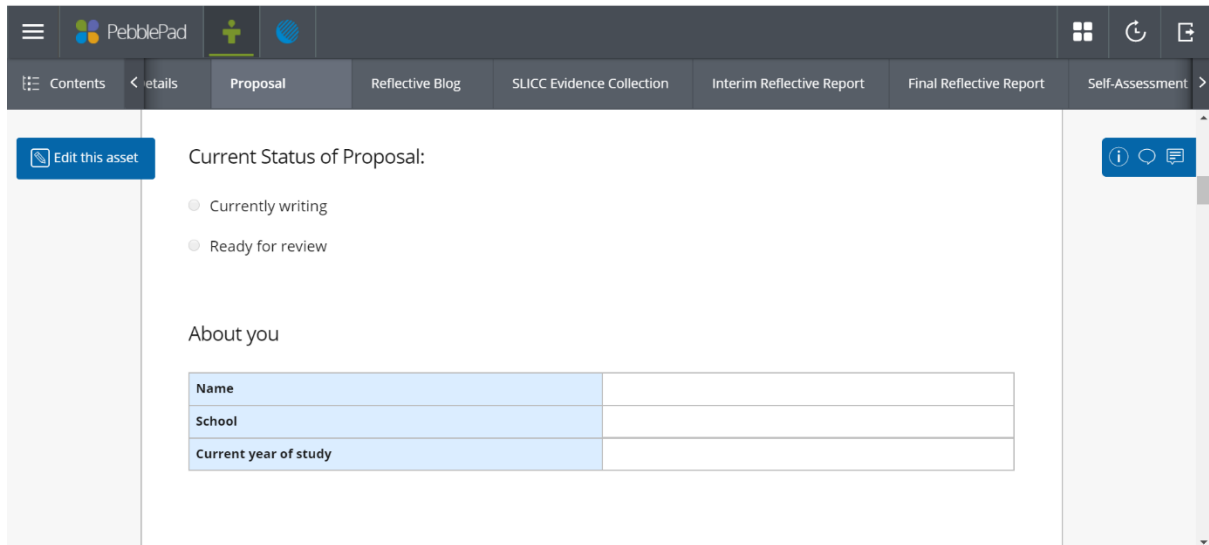 PebblePad
Contents etails Proposal Reflective Blog SLICC Evidence Collection Interim Reflective Report Final Reflective Report Self-Assessment
Edit this asset
Current Status of Proposal:
Currently writing
Ready for review
About you
Name
School
Current year of study